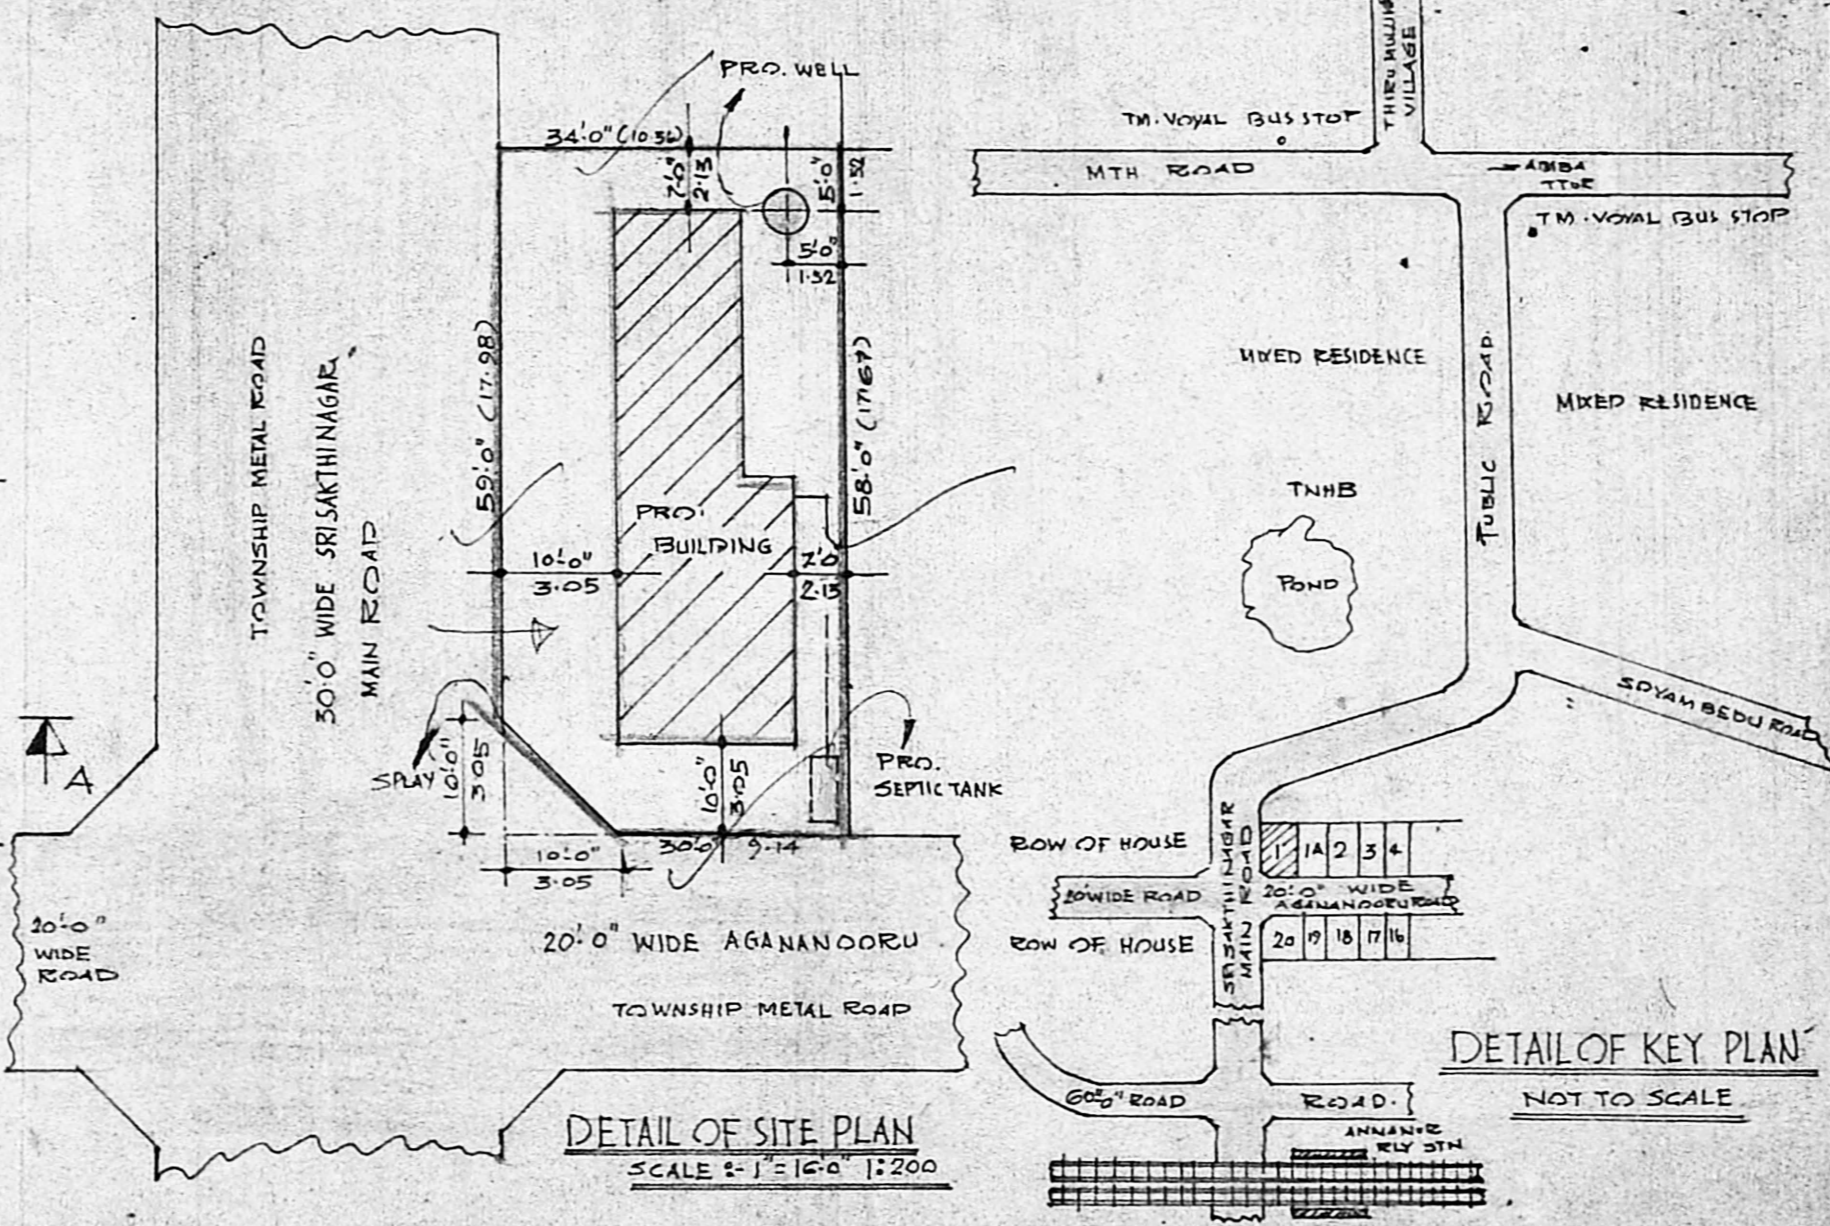 PRO. WELL
34'-0" (10.36)
7'-0"
2.13
5'-0"
1.52
5'-0"
1.52
TOWNSHIP METAL ROAD
30'-0" WIDE SRISAKTHINAGAR
MAIN ROAD
59'-0" (17.98)
58'-0" (17.67)
PRO.
BUILDING
10'-0"
3.05
7'-0
2.13
A
SPLAY
10'-0"
3.05
10'-0"
3.05
PRO.
SEPTIC TANK
30'-0" 9.14
10'-0"
3.05
20'-0"
WIDE
ROAD
20'-0" WIDE AGANANOORU
TOWNSHIP METAL ROAD
DETAIL OF SITE PLAN
SCALE :- 1"=16'-0" 1:200
VILLAGE
TM.VOYAL BUS STOP
MTH ROAD
TM.VOYAL BUS STOP
MIXED RESIDENCE
PUBLIC ROAD.
MIXED RESIDENCE
TNHB
POND
SOYAMBEDU ROAD
ROW OF HOUSE
1 1A 2 3 4
20' WIDE ROAD
SRISAKTHINAGAR
MAIN ROAD
20'-0" WIDE
AGANANOORU ROAD
ROW OF HOUSE
20 19 18 17 16
60'-0" ROAD
ROAD.
RLY STN
DETAIL OF KEY PLAN
NOT TO SCALE